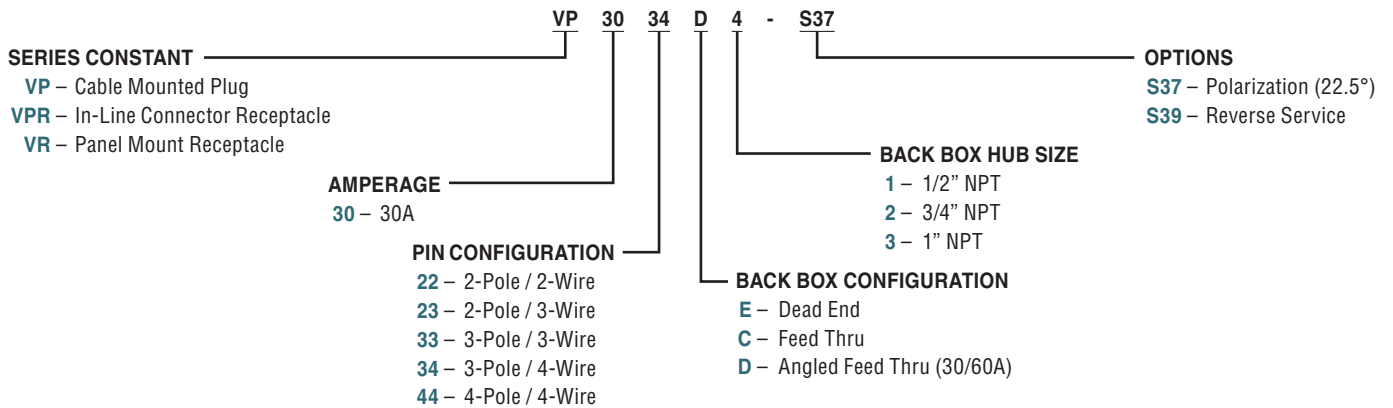 VP 30 34 D 4 - S37
SERIES CONSTANT
VP – Cable Mounted Plug
VPR – In-Line Connector Receptacle
VR – Panel Mount Receptacle
OPTIONS
S37 – Polarization (22.5°)
S39 – Reverse Service
BACK BOX HUB SIZE
1 – 1/2” NPT
2 – 3/4” NPT
3 – 1” NPT
AMPERAGE
30 – 30A
PIN CONFIGURATION
22 – 2-Pole / 2-Wire
23 – 2-Pole / 3-Wire
33 – 3-Pole / 3-Wire
34 – 3-Pole / 4-Wire
44 – 4-Pole / 4-Wire
BACK BOX CONFIGURATION
E – Dead End
C – Feed Thru
D – Angled Feed Thru (30/60A)